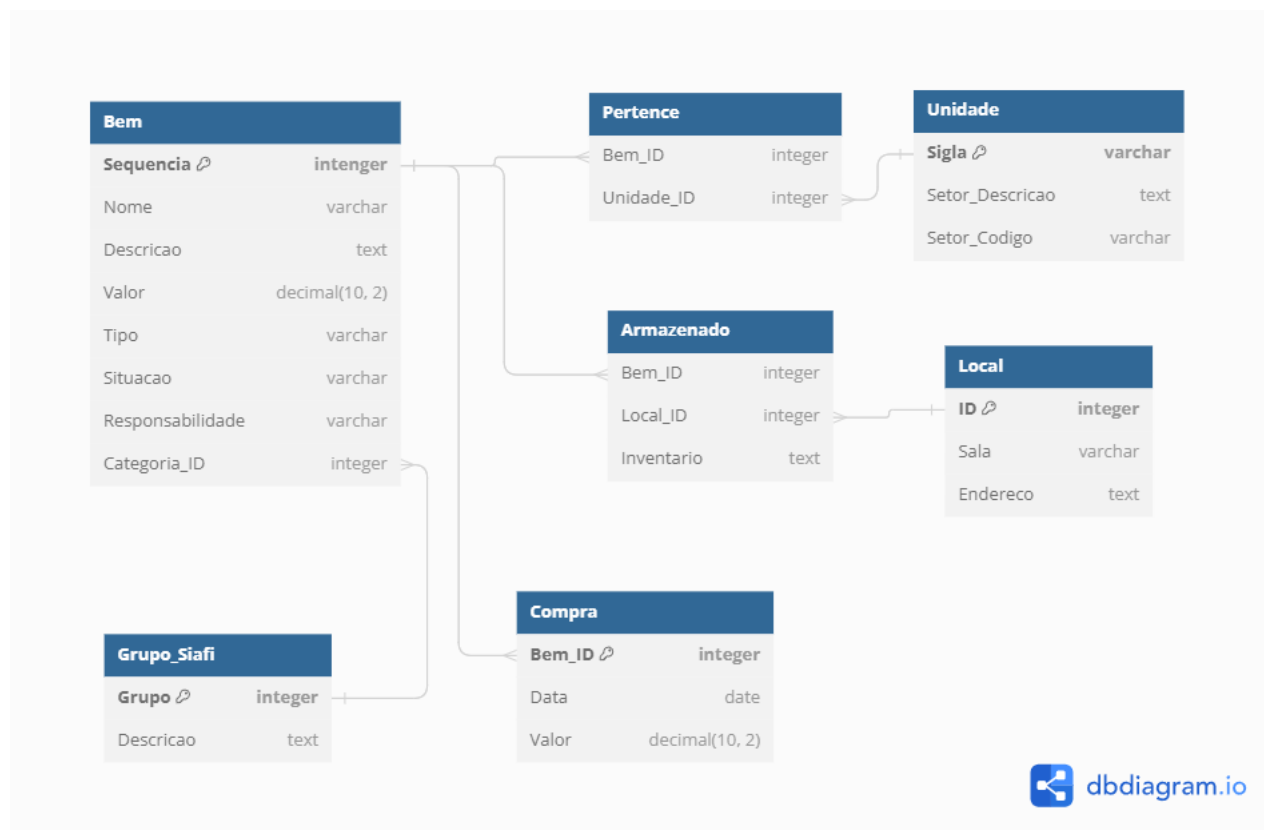 Bem
Sequencia intenger
Nome varchar
Descricao text
Valor decimal(10, 2)
Tipo varchar
Situacao varchar
Responsabilidade varchar
Categoria_ID integer
Pertence
Bem_ID integer
Unidade_ID integer
Unidade
Sigla varchar
Setor_Descricao text
Setor_Codigo varchar
Armazenado
Bem_ID integer
Local_ID integer
Inventario text
Local
ID integer
Sala varchar
Endereco text
Grupo_Siafi
Grupo integer
Descricao text
Compra
Bem_ID integer
Data date
Valor decimal(10, 2)
dbdiagram.io